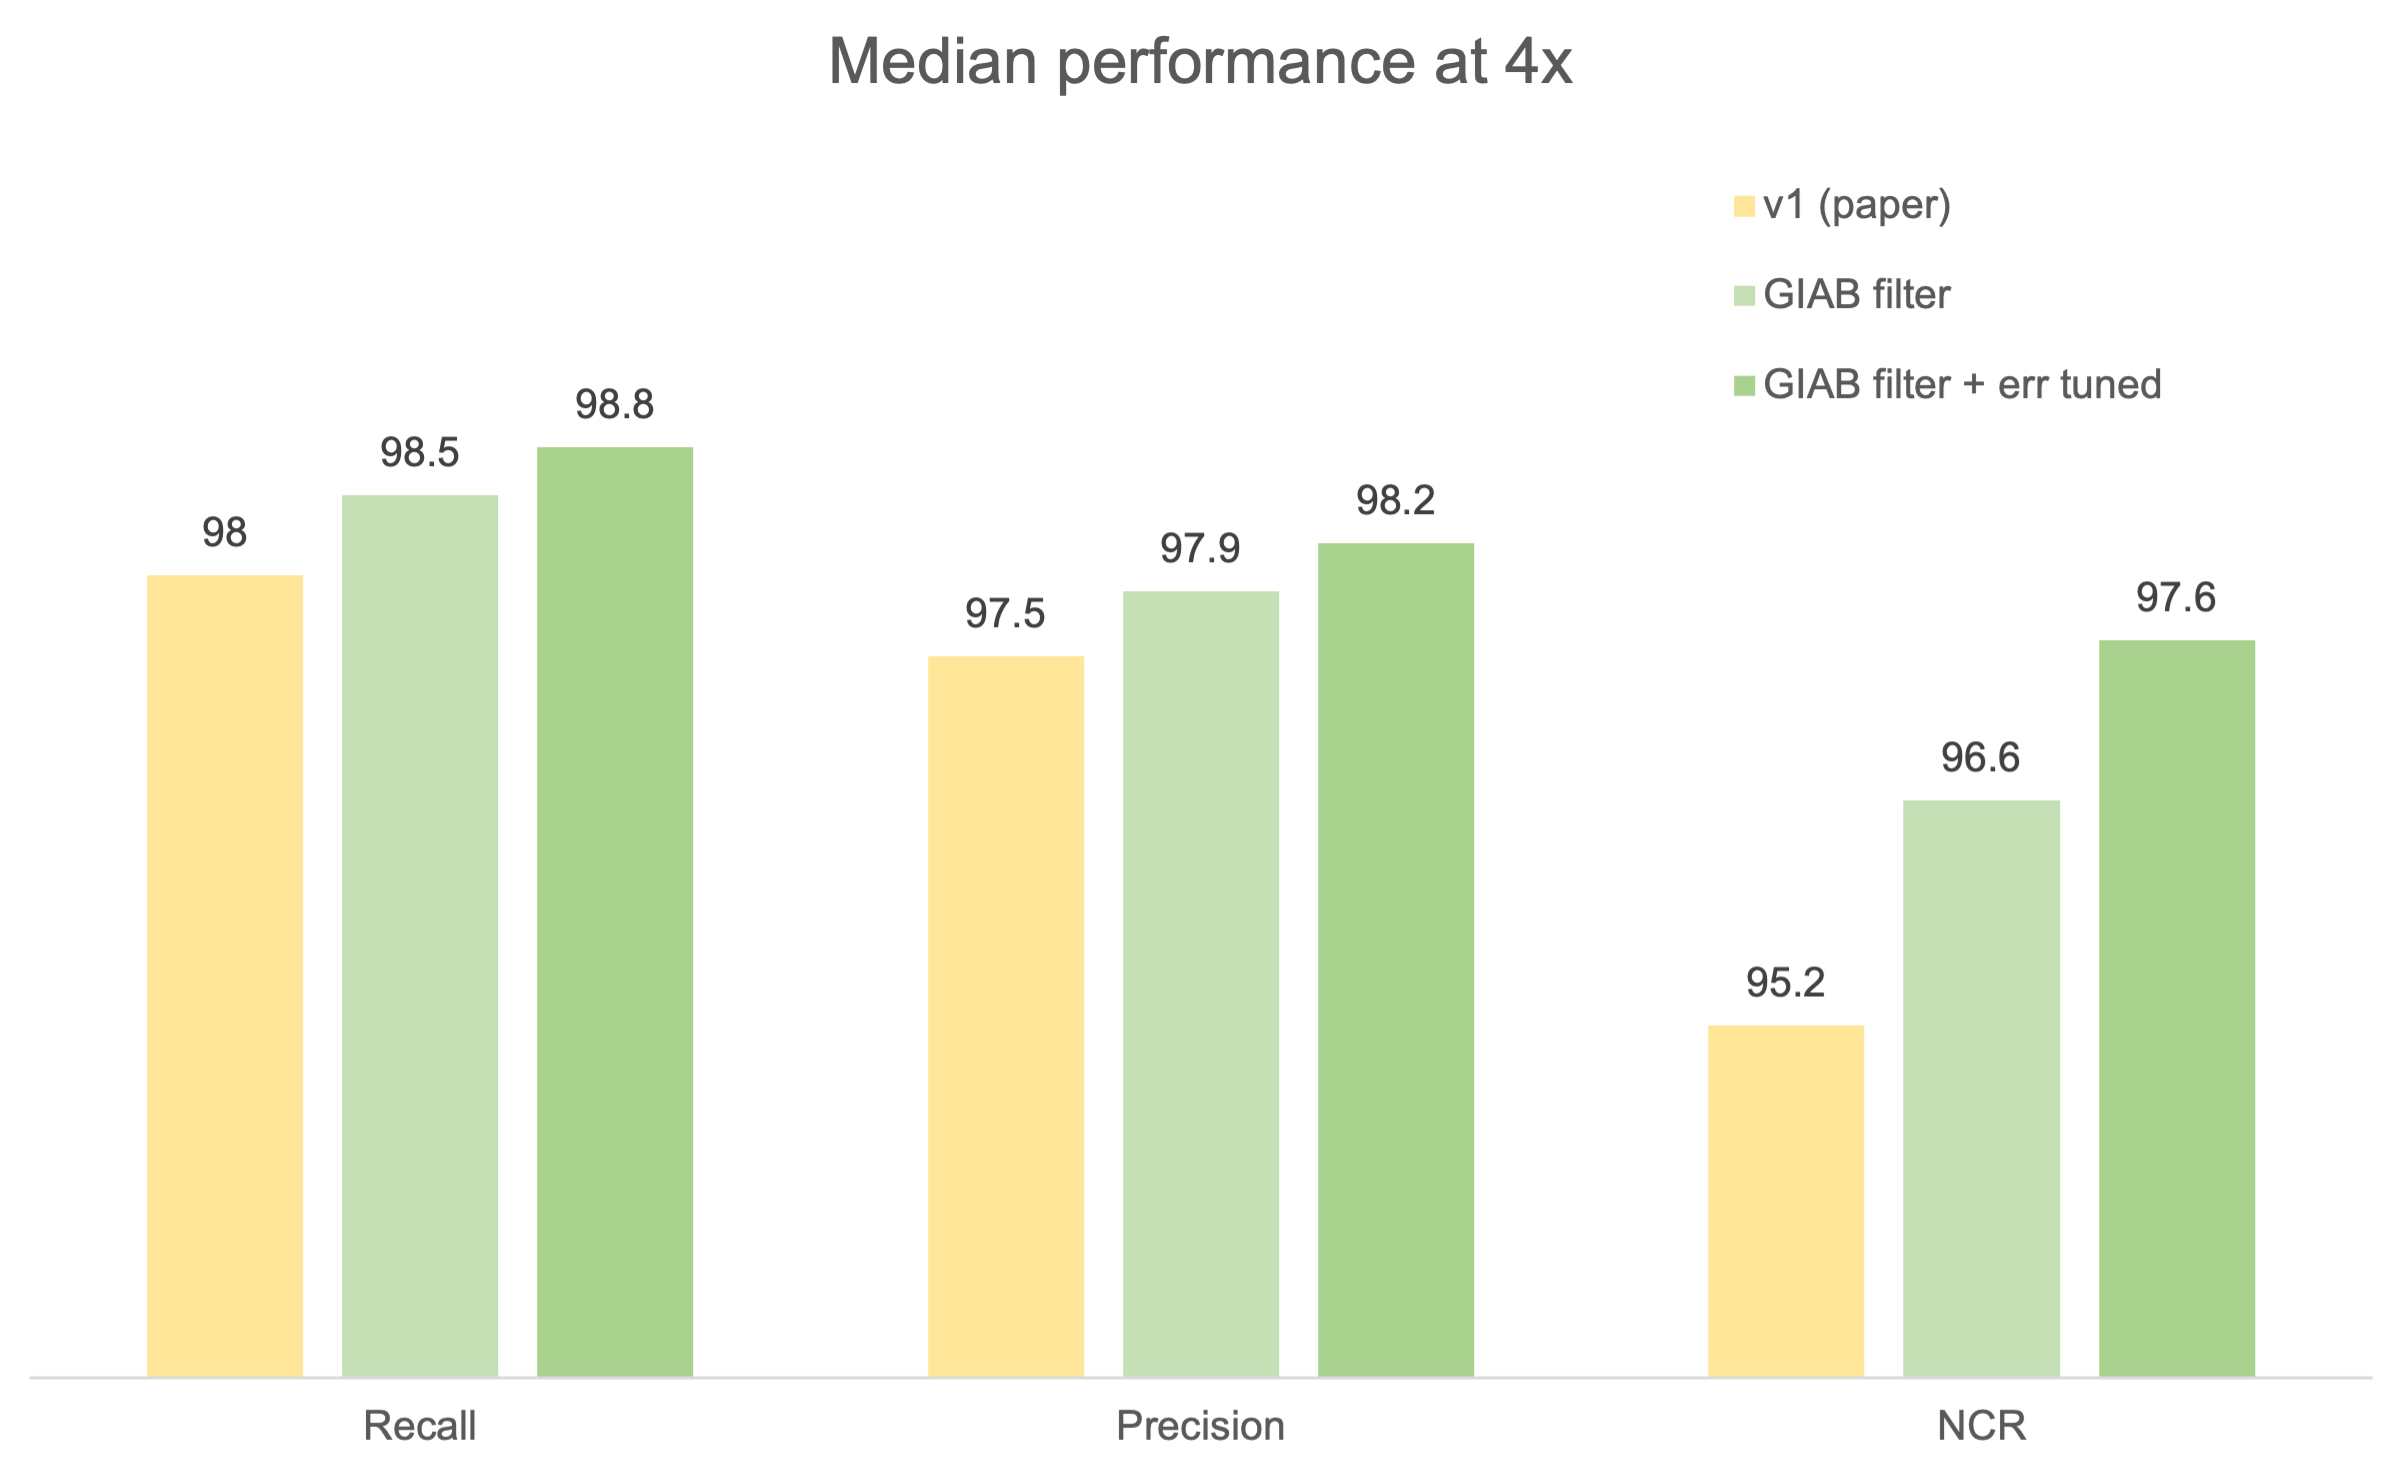 Median performance at 4x
v1 (paper)
GIAB filter
GIAB filter + err tuned
98
98.5
98.8
97.5
97.9
98.2
95.2
96.6
97.6
Recall
Precision
NCR